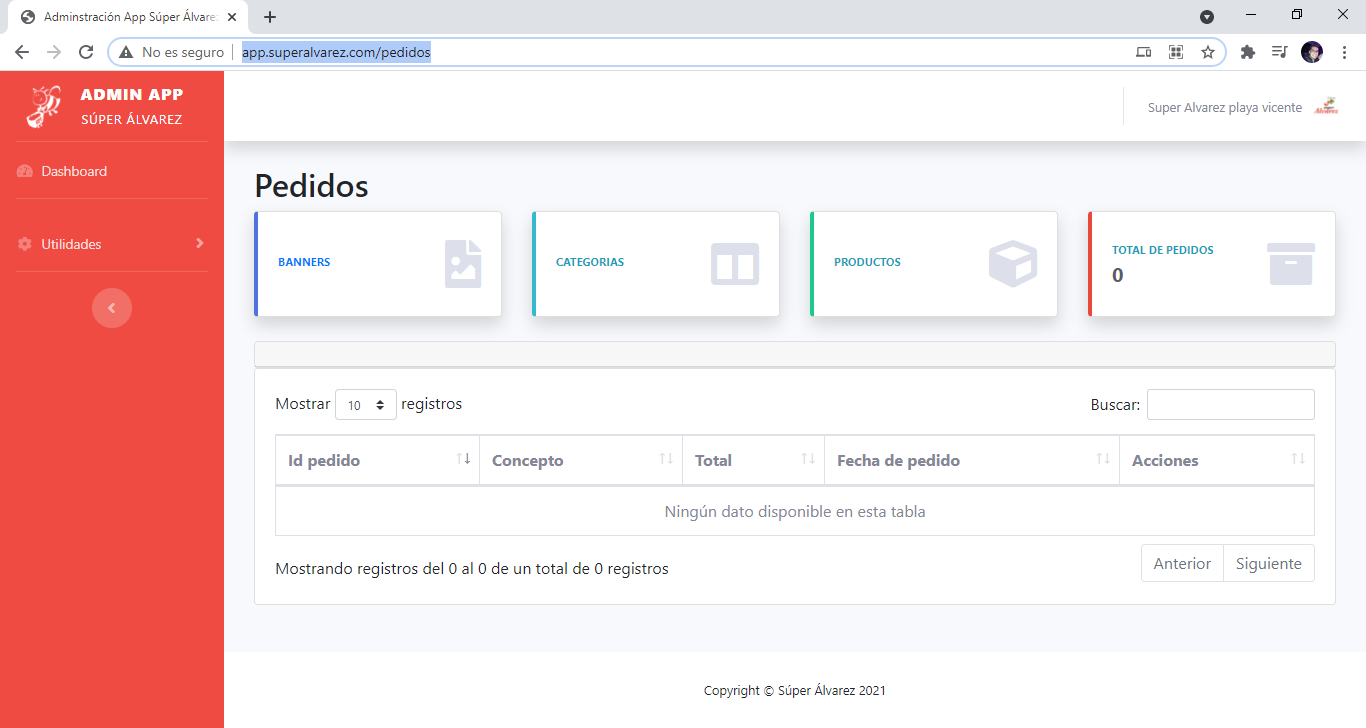 Adminstración App Súper Álvare
No es seguro
app.superalvarez.com/pedidos
ADMIN APP
SÚPER ÁLVAREZ
Dashboard
Utilidades
Super Alvarez playa vicente
Pedidos
BANNERS
CATEGORIAS
PRODUCTOS
TOTAL DE PEDIDOS
0
Mostrar 10 registros
Buscar:
Id pedido Concepto Total Fecha de pedido Acciones
Ningún dato disponible en esta tabla
Mostrando registros del 0 al 0 de un total de 0 registros
Anterior Siguiente
Copyright © Súper Álvarez 2021